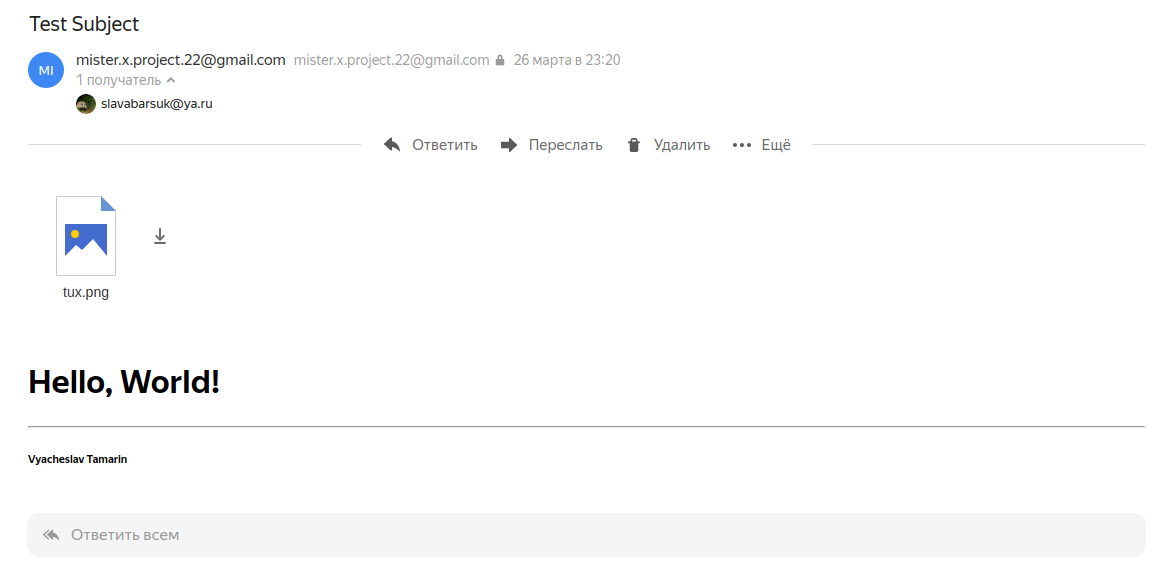 Test Subject
MI mister.x.project.22@gmail.com mister.x.project.22@gmail.com 26 марта в 23:20
1 получатель
slavabarsuk@ya.ru
Ответить Переслать Удалить Ещё
tux.png
Hello, World!
Vyacheslav Tamarin
Ответить всем